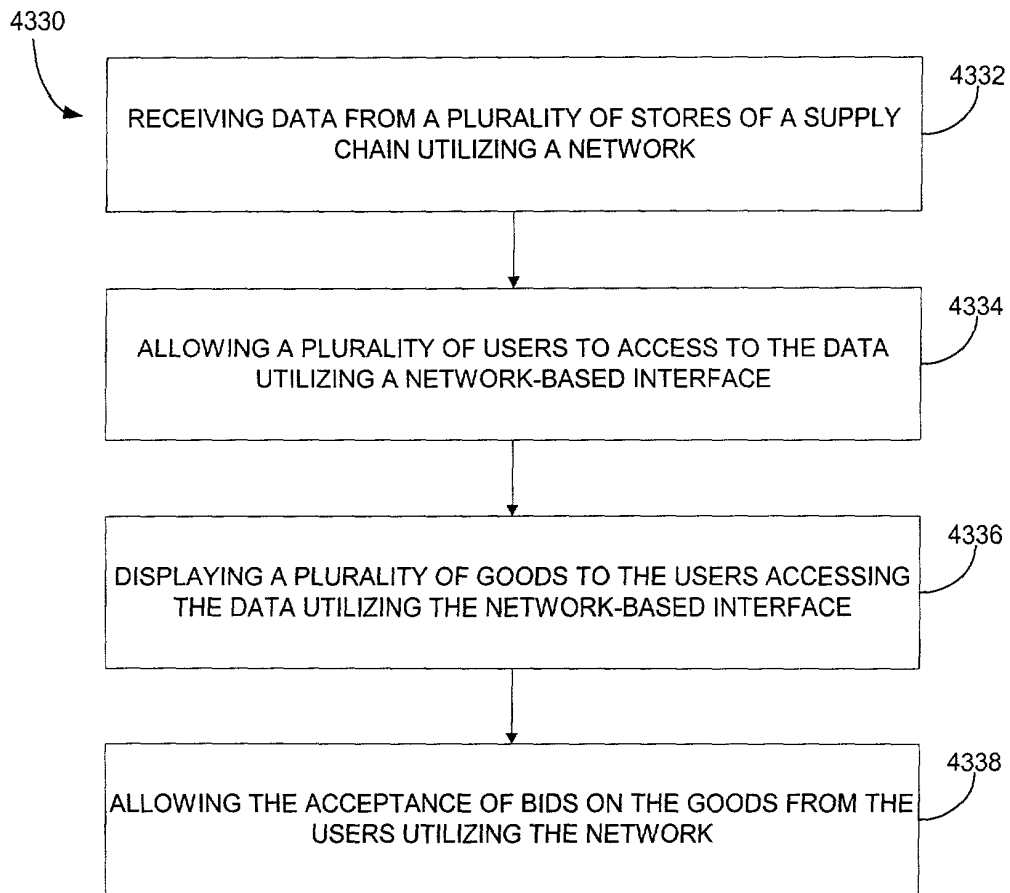 4330
4332
RECEIVING DATA FROM A PLURALITY OF STORES OF A SUPPLY
CHAIN UTILIZING A NETWORK
4334
ALLOWING A PLURALITY OF USERS TO ACCESS TO THE DATA
UTILIZING A NETWORK-BASED INTERFACE
4336
DISPLAYING A PLURALITY OF GOODS TO THE USERS ACCESSING
THE DATA UTILIZING THE NETWORK-BASED INTERFACE
4338
ALLOWING THE ACCEPTANCE OF BIDS ON THE GOODS FROM THE
USERS UTILIZING THE NETWORK